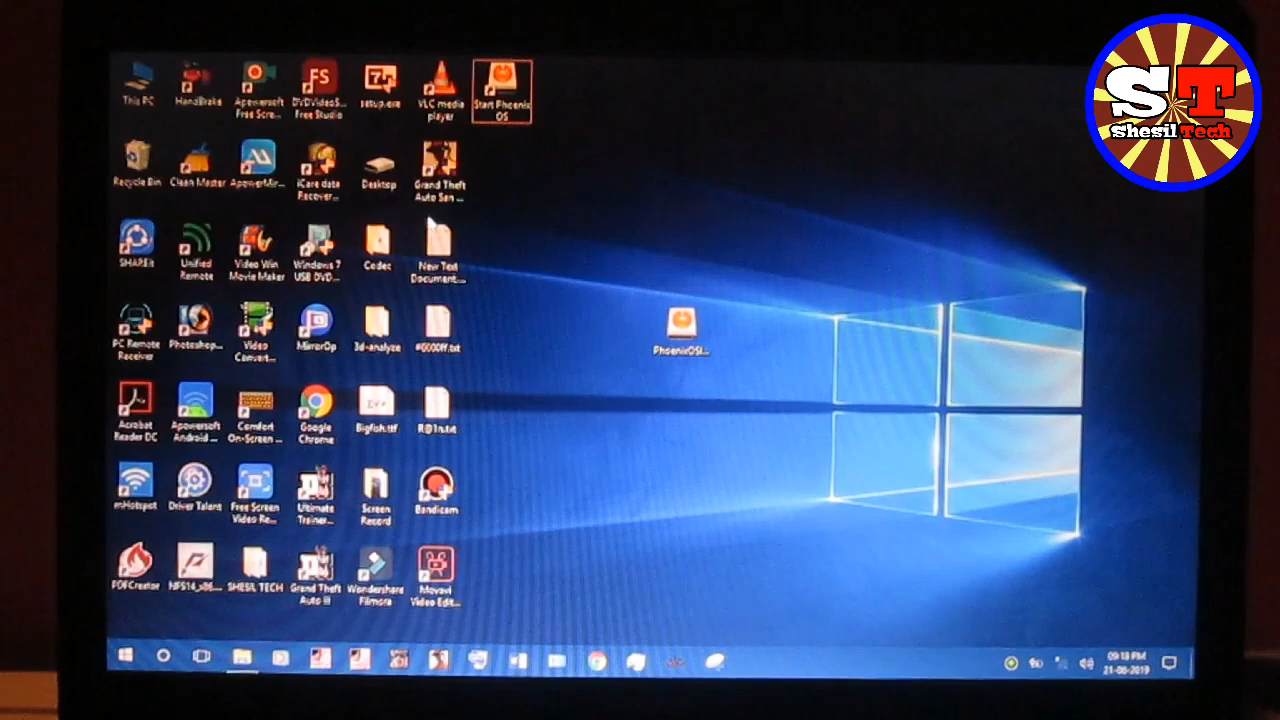 ST
Shesil Tech
This PC
HandBrake
Apowersoft
Free Scre...
DVDVideoS...
Free Studio
setup.exe
VLC media
player
Start Phoenix
OS
Recycle Bin
Clean Master
ApowerMir...
iCare data
Recover...
Desktop
Grand Theft
Auto San ...
SHAREit
Unified
Remote
Video Win
Movie Maker
Windows 7
USB DVD...
Codec
New Text
Document...
PC Remote
Receiver
Photoshop...
Video
Convert...
MirrorOp
3d-analyze
#0000ff.txt
PhoenixOSI...
Acrobat
Reader DC
Apowersoft
Android ...
Comfort
On-Screen ...
Google
Chrome
Bigfish.ttf
R@1n.txt
mHotspot
Driver Talent
Free Screen
Video Re...
Ultimate
Trainer...
Screen
Record
Bandicam
PDFCreator
NFS14_x86...
SHESIL TECH
Grand Theft
Auto III
Wondershare
Filmora
Movavi
Video Edit...
09:18 PM
21-06-2019